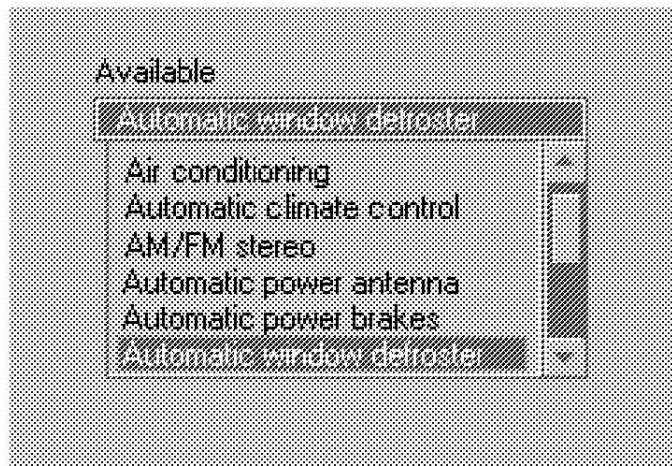 Available
Automatic window defroster
Air conditioning
Automatic climate control
AM/FM stereo
Automatic power antenna
Automatic power brakes
Automatic window defroster